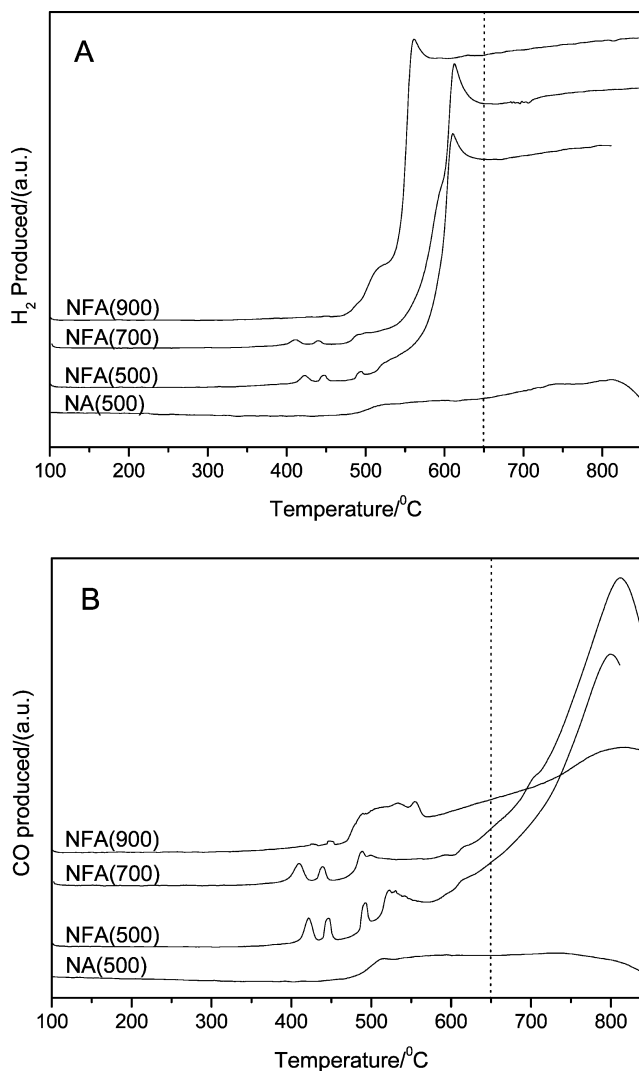 A
H2 Produced/(a.u.)
NFA(900)
NFA(700)
NFA(500)
NA(500)
100 200 300 400 500 600 700 800
Temperature/0C
B
CO produced/(a.u.)
NFA(900)
NFA(700)
NFA(500)
NA(500)
100 200 300 400 500 600 700 800
Temperature/0C